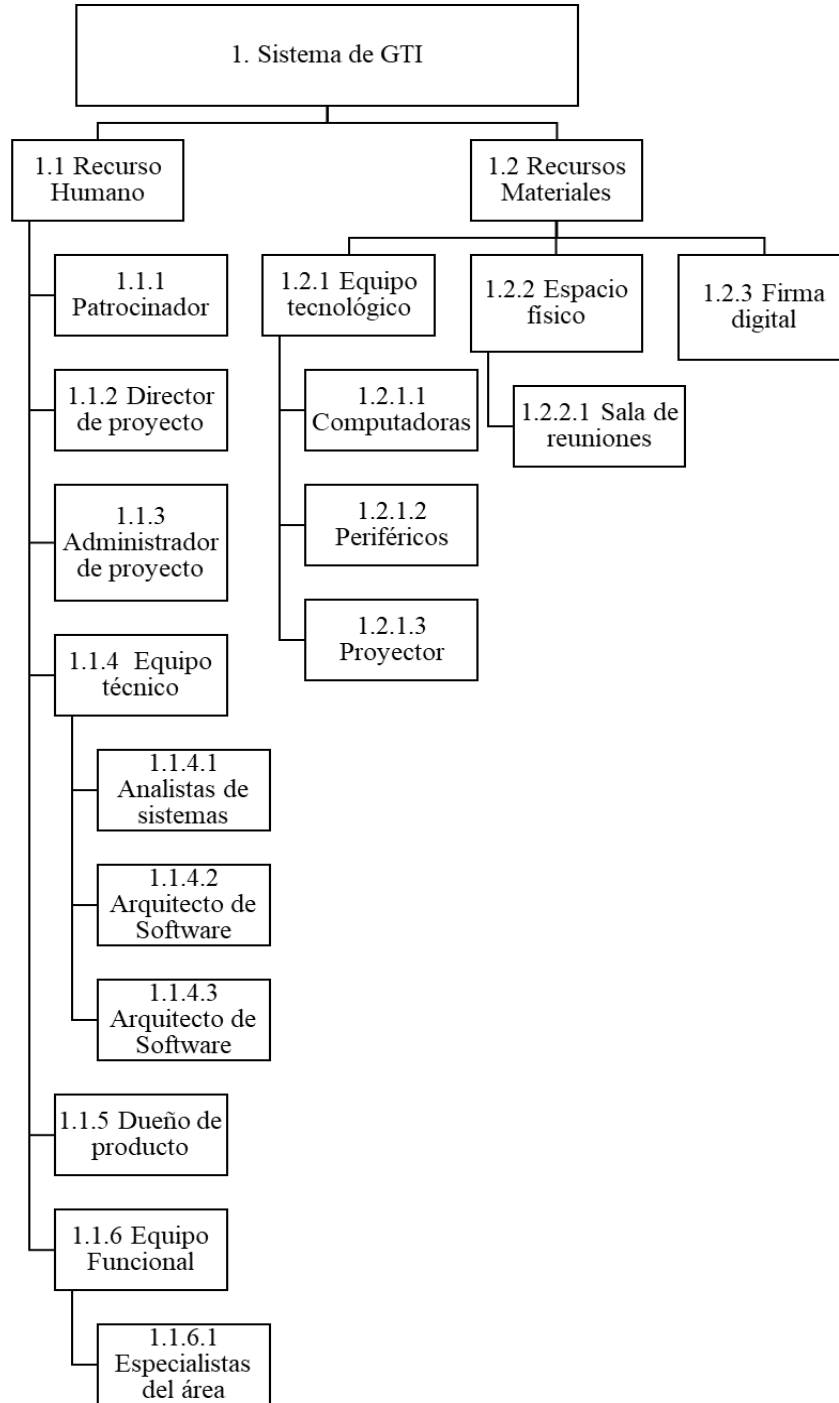 1. Sistema de GTI
1.1 Recurso
Humano
1.1.1
Patrocinador
1.1.2 Director
de proyecto
1.1.3
Administrador
de proyecto
1.1.4 Equipo
técnico
1.1.4.1
Analistas de
sistemas
1.1.4.2
Arquitecto de
Software
1.1.4.3
Arquitecto de
Software
1.1.5 Dueño de
producto
1.1.6 Equipo
Funcional
1.1.6.1
Especialistas
del área
1.2 Recursos
Materiales
1.2.1 Equipo
tecnológico
1.2.1.1
Computadoras
1.2.1.2
Periféricos
1.2.1.3
Proyector
1.2.2 Espacio
físico
1.2.2.1 Sala de
reuniones
1.2.3 Firma
digital